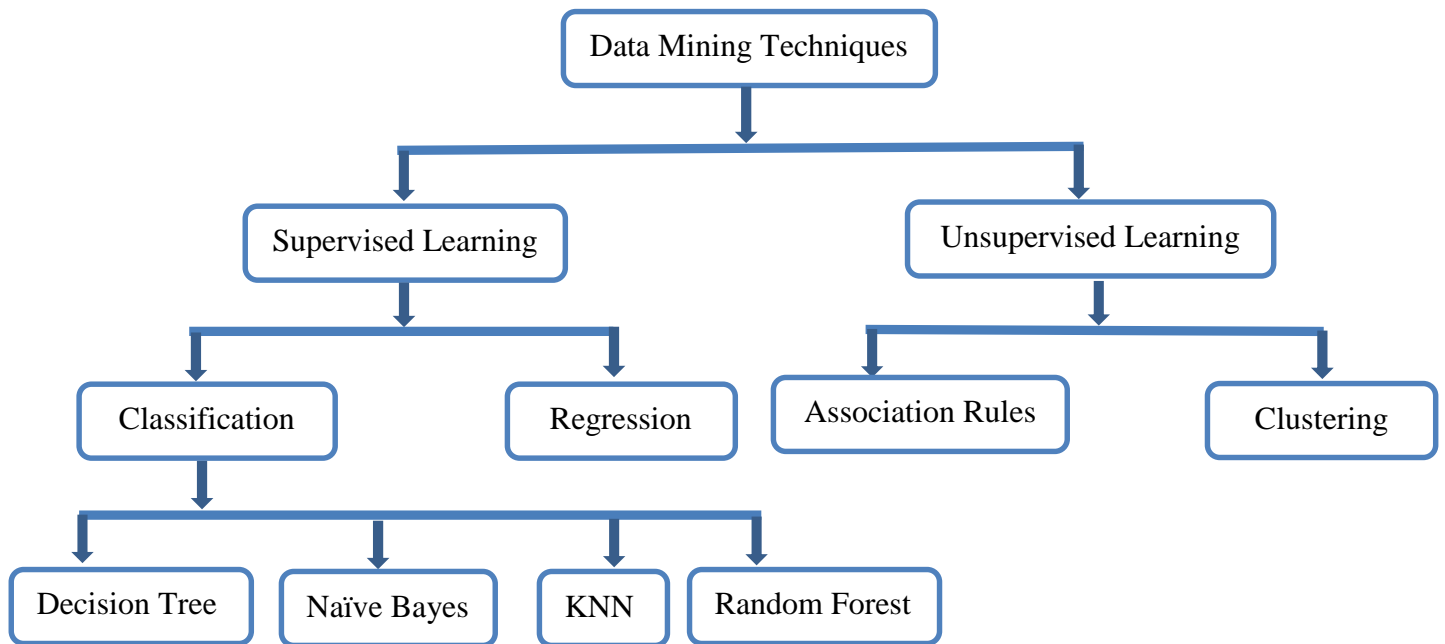 Data Mining Techniques
Supervised Learning
Unsupervised Learning
Classification
Regression
Association Rules
Clustering
Decision Tree
Naïve Bayes
KNN
Random Forest